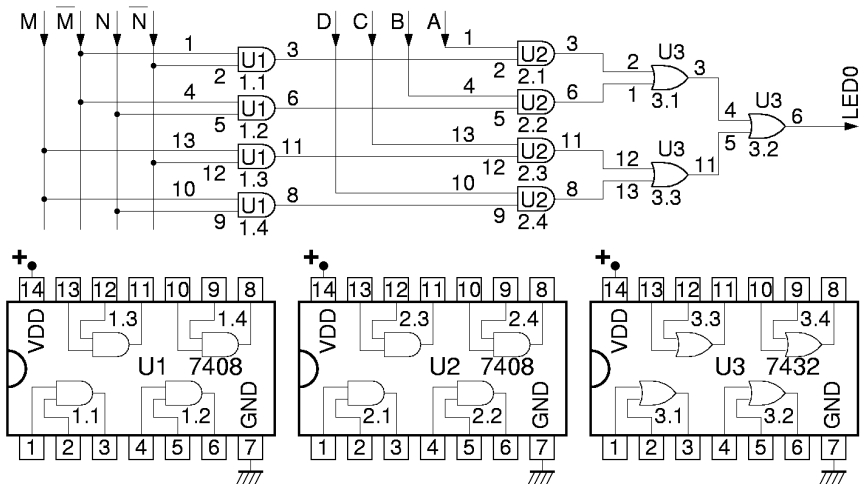 M M̅ N N̅ D C B A
1 3 1 3 U3
U1 U2 2 3
2 1.1 2 2.1 1 3.1
4 6 4 6 4 U3 6 LED0
U1 U2
5 1.2 5 2.2 5 3.2
13 11 13 11 U3
U1 U2 12 11
12 1.3 12 2.3 13 3.3
10 8 10 8
U1 U2
9 1.4 9 2.4
+ + +
14 13 12 11 10 9 8 14 13 12 11 10 9 8 14 13 12 11 10 9 8
VDD 1.3 1.4 VDD 2.3 2.4 VDD 3.3 3.4
U1 7408 U2 7408 U3 7432
1.1 1.2 GND 2.1 2.2 GND 3.1 3.2 GND
1 2 3 4 5 6 7 1 2 3 4 5 6 7 1 2 3 4 5 6 7